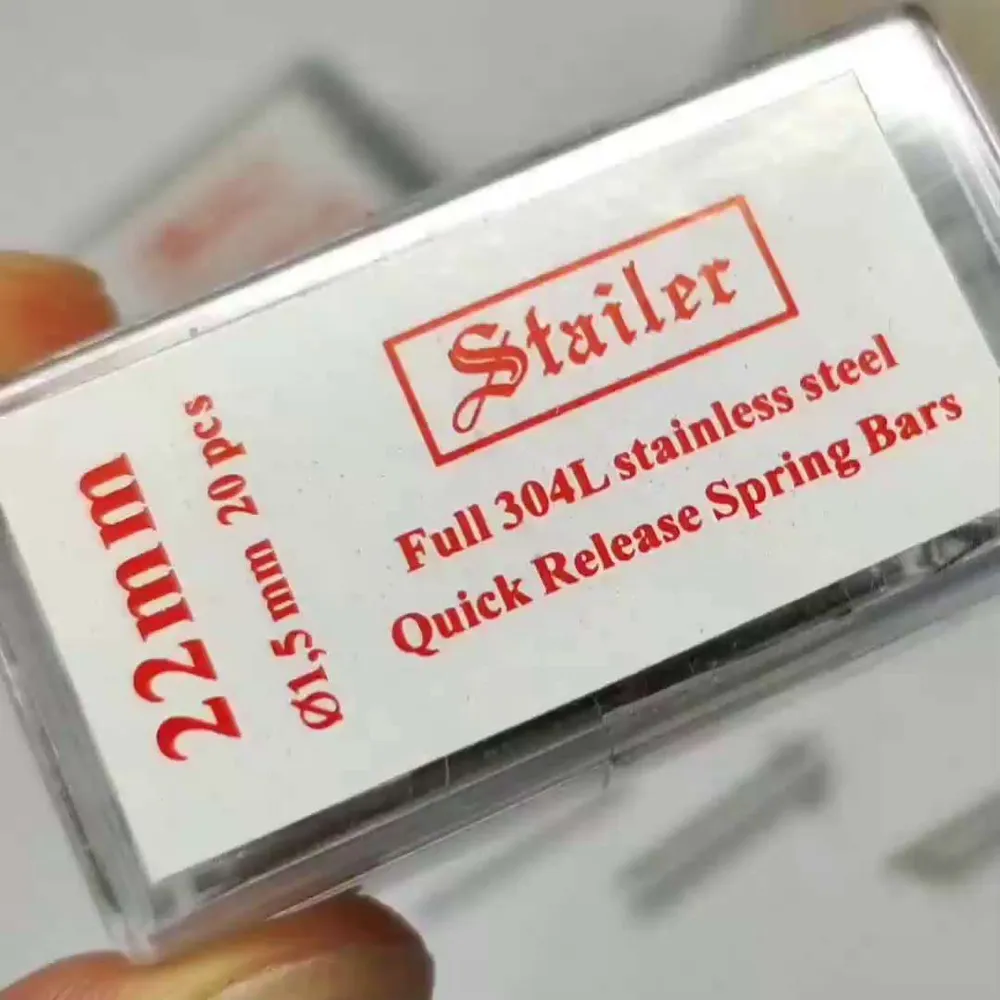 Stailer
Full 304L stainless steel
Quick Release Spring Bars
22mm
Ø1,5 mm 20 pcs